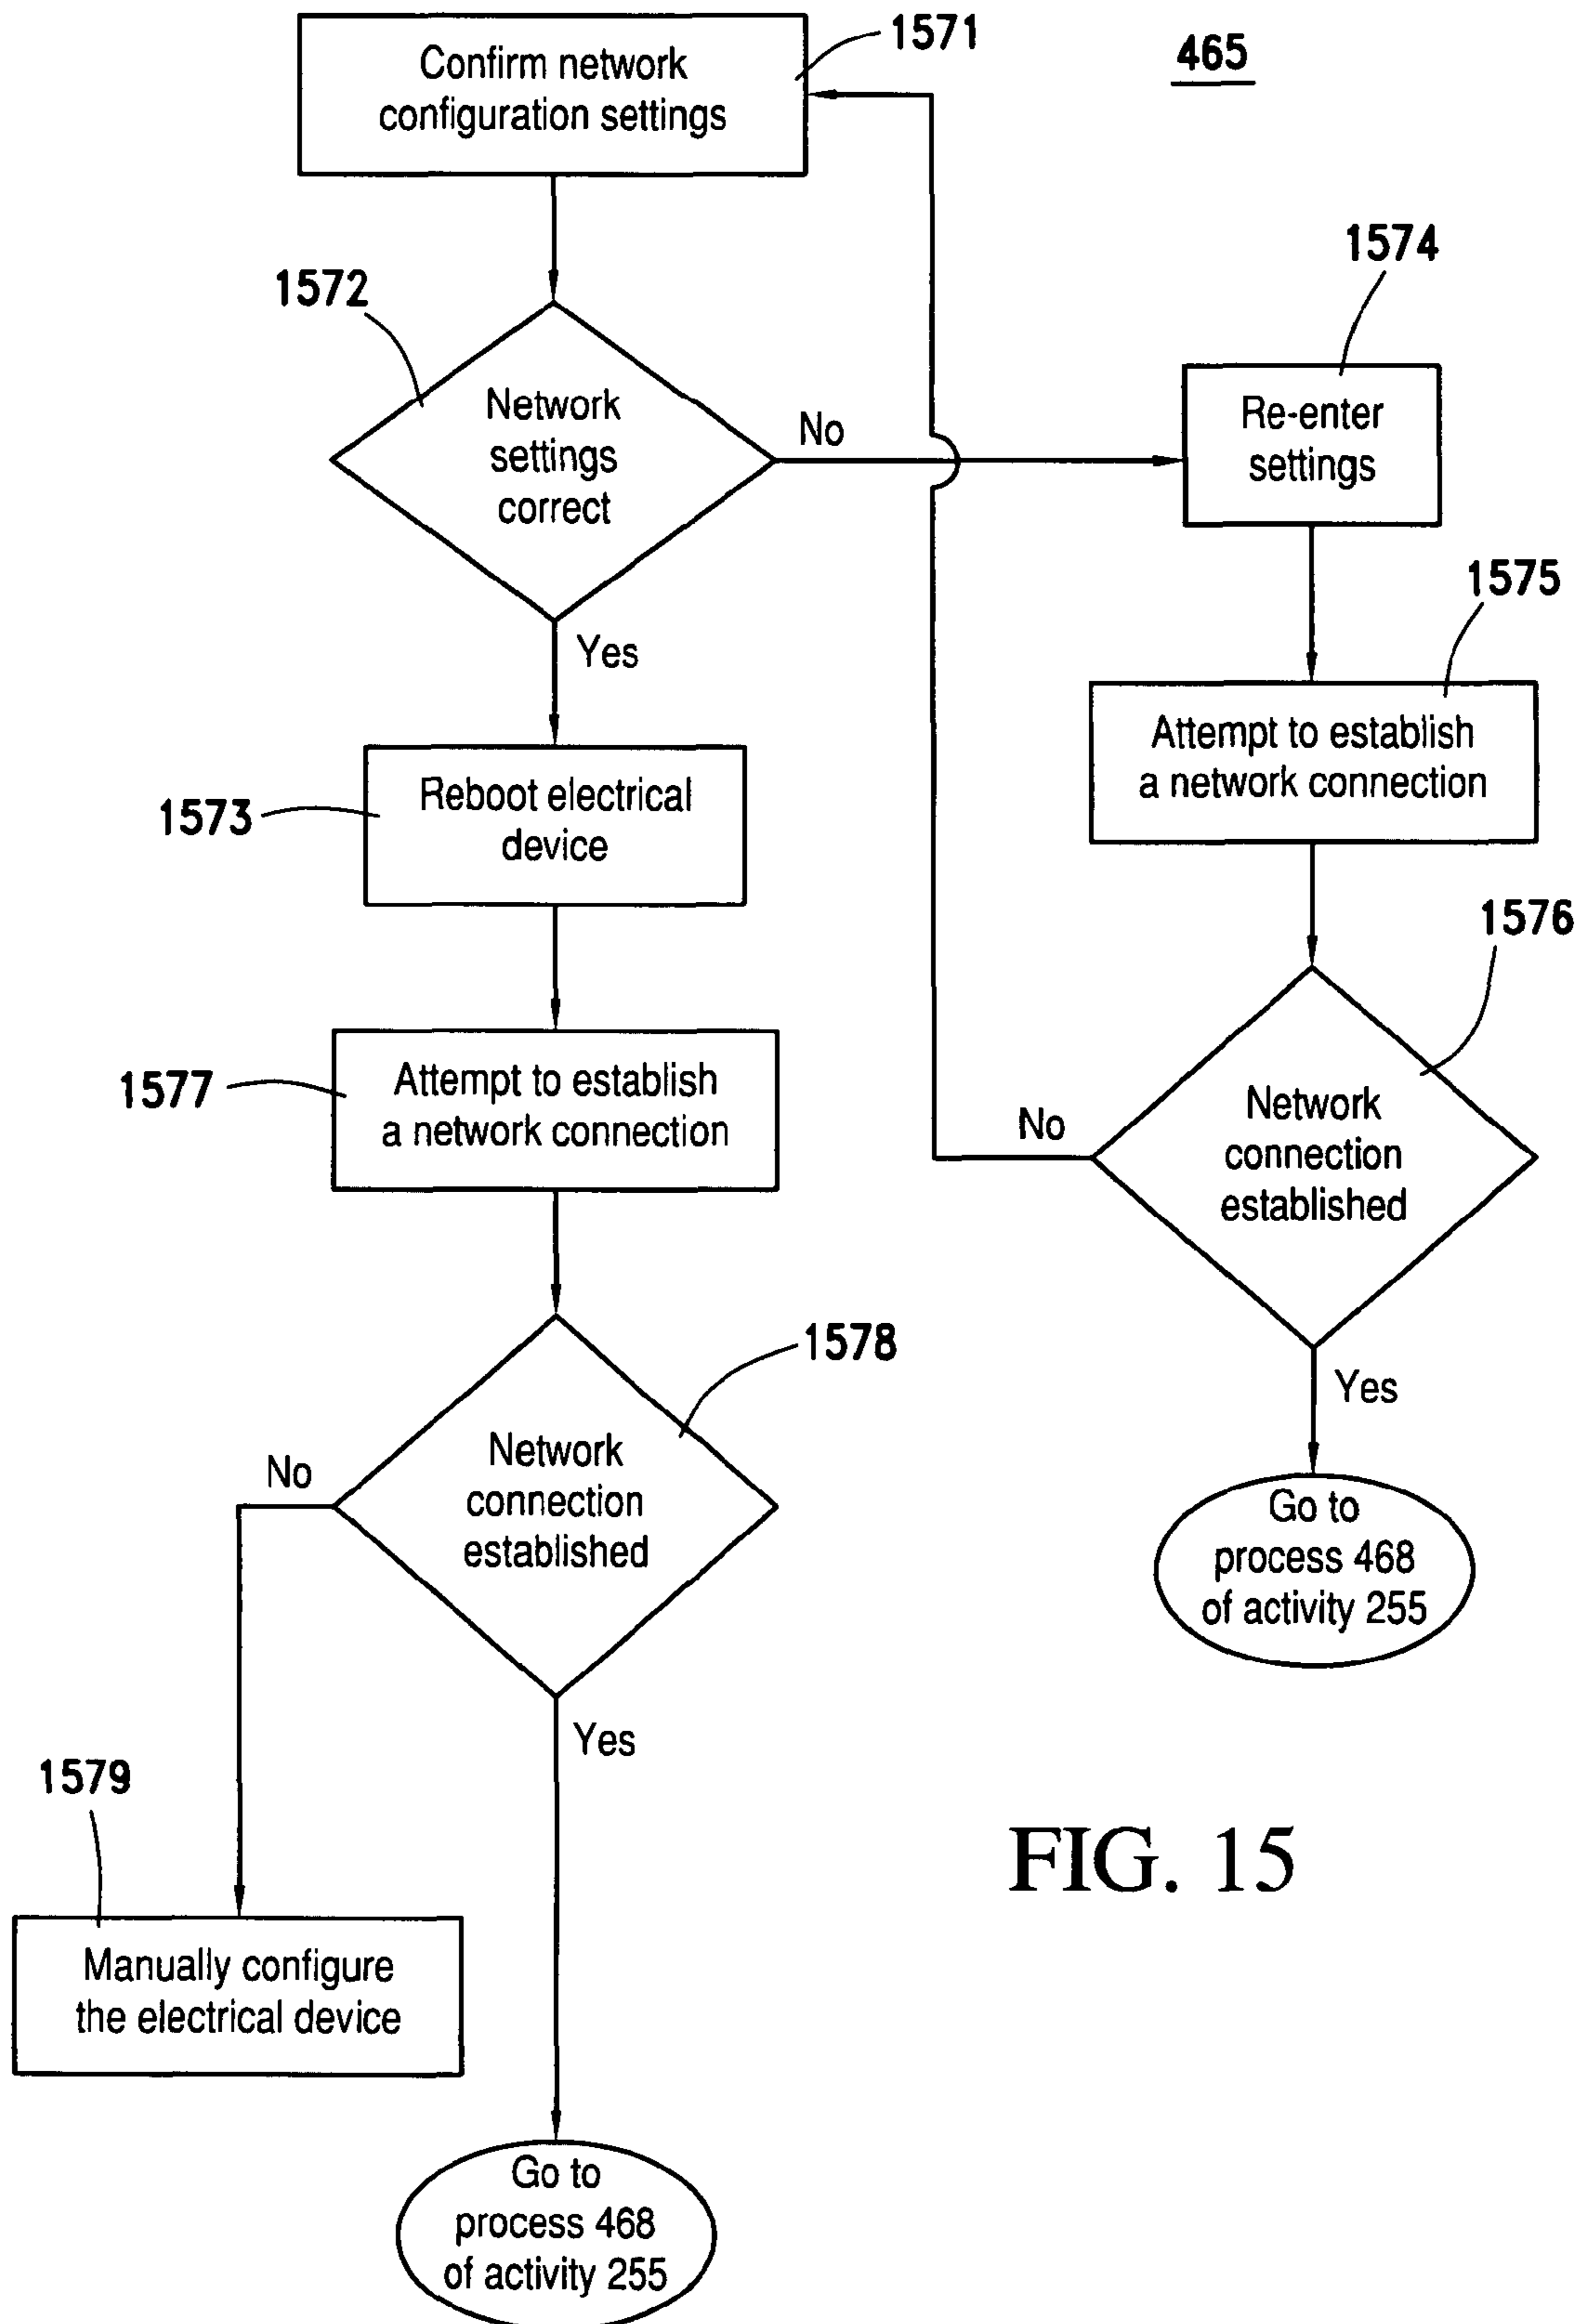 Confirm network
configuration settings
1571
465
1572
Network
settings
correct
No
1574
Re-enter
settings
Yes
1575
Attempt to establish
a network connection
1573
Reboot electrical
device
1576
Network
connection
established
No
Yes
1577
Attempt to establish
a network connection
1578
Network
connection
established
No
Yes
Go to
process 468
of activity 255
1579
Manually configure
the electrical device
Go to
process 468
of activity 255
FIG. 15